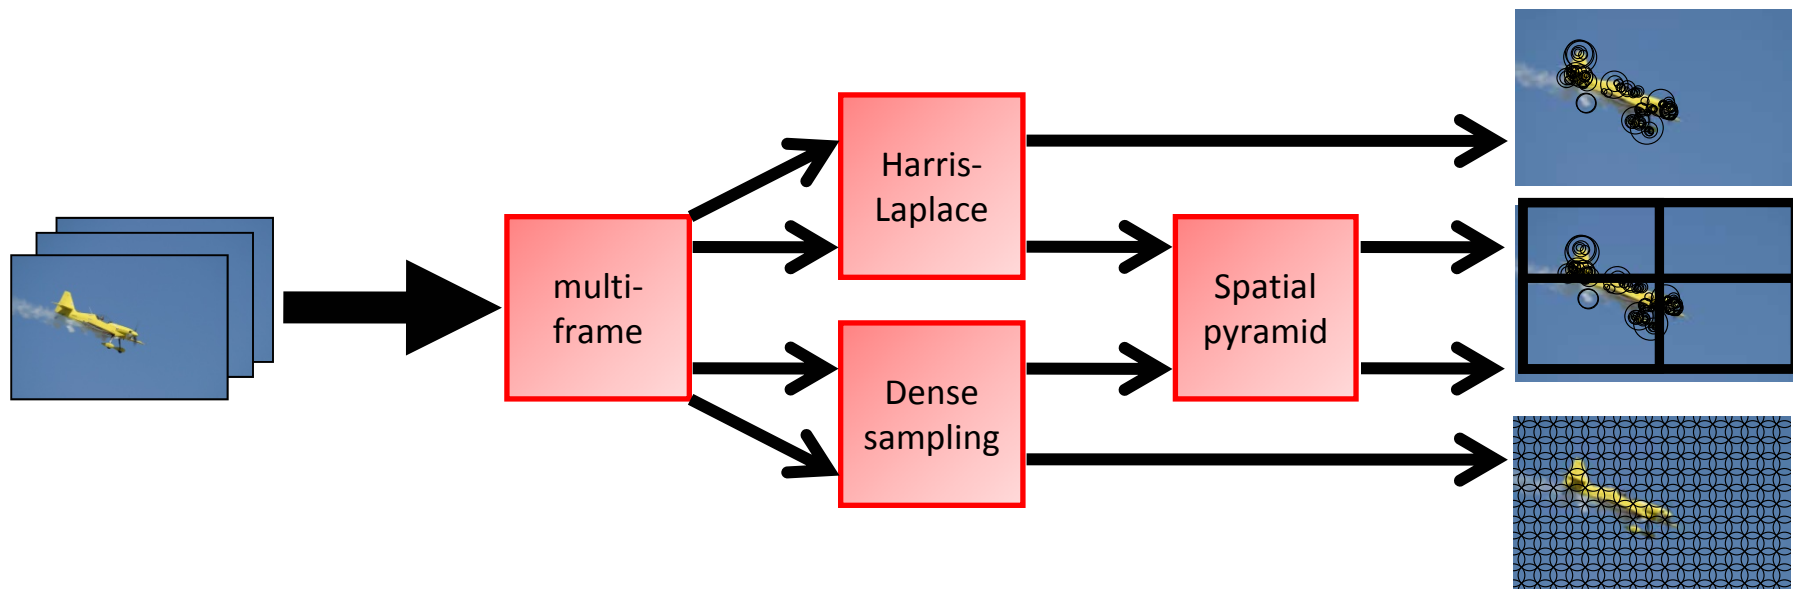 multi-
frame
Harris-
Laplace
Dense
sampling
Spatial
pyramid